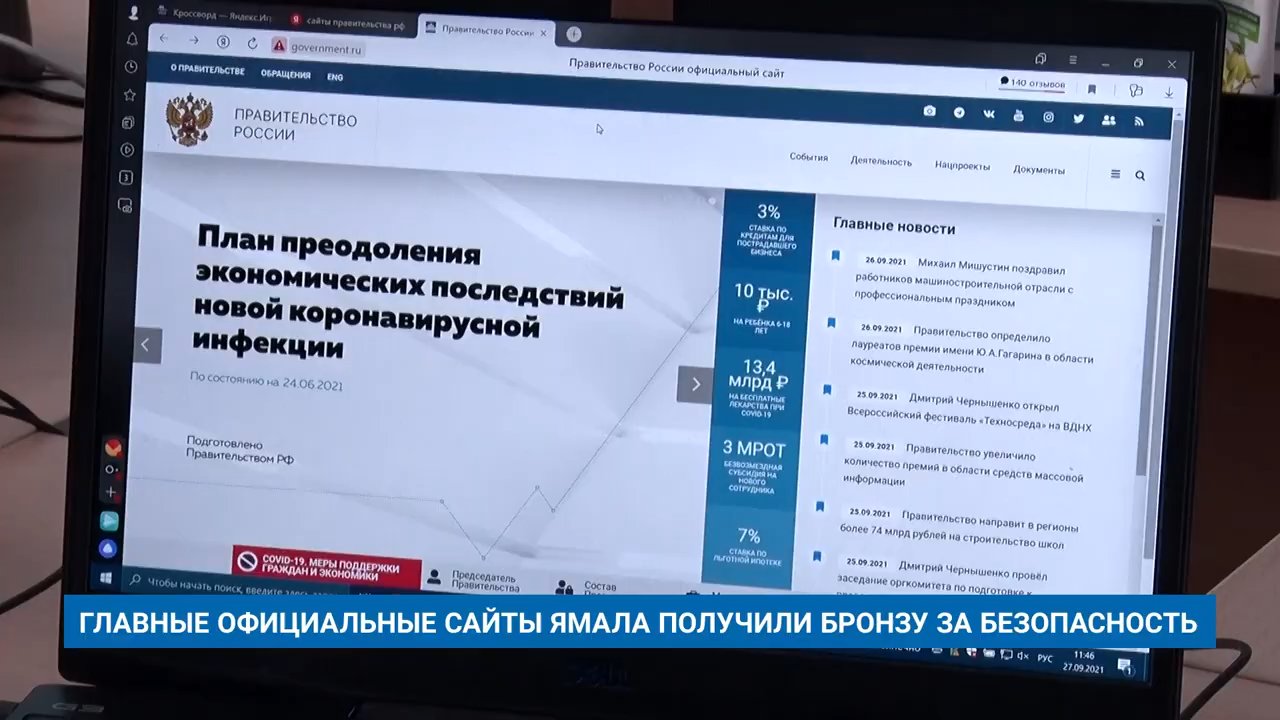 Кроссворд — Яндекс.Иг
сайты правительства рф
Правительство России
government.ru
Правительство России официальный сайт
140 отзывов
О ПРАВИТЕЛЬСТВЕ
ОБРАЩЕНИЯ
ENG
ПРАВИТЕЛЬСТВО
РОССИИ
События
Деятельность
Нацпроекты
Документы
План преодоления
экономических последствий
новой коронавирусной
инфекции
По состоянию на 24.06.2021
Подготовлено
Правительством РФ
3%
СТАВКА ПО
КРЕДИТАМ ДЛЯ
ПОСТРАДАВШЕГО
БИЗНЕСА
10 тыс.
₽
НА РЕБЁНКА 6-18
ЛЕТ
13,4
млрд ₽
НА БЕСПЛАТНЫЕ
ЛЕКАРСТВА ПРИ
COVID-19
3 МРОТ
БЕЗВОЗМЕЗДНАЯ
СУБСИДИЯ НА
НОВОГО
СОТРУДНИКА
7%
СТАВКА ПО
ЛЬГОТНОЙ ИПОТЕКЕ
Главные новости
26.09.2021 Михаил Мишустин поздравил
работников машиностроительной отрасли с
профессиональным праздником
26.09.2021 Правительство определило
лауреатов премии имени Ю.А.Гагарина в области
космической деятельности
25.09.2021 Дмитрий Чернышенко открыл
Всероссийский фестиваль «Техносреда» на ВДНХ
25.09.2021 Правительство увеличило
количество премий в области средств массовой
информации
25.09.2021 Правительство направит в регионы
более 74 млрд рублей на строительство школ
25.09.2021 Дмитрий Чернышенко провёл
заседание оргкомитета по подготовке к
COVID-19. МЕРЫ ПОДДЕРЖКИ
ГРАЖДАН И ЭКОНОМИКИ
Председатель
Правительства
Состав
Чтобы начать поиск, введите
ГЛАВНЫЕ ОФИЦИАЛЬНЫЕ САЙТЫ ЯМАЛА ПОЛУЧИЛИ БРОНЗУ ЗА БЕЗОПАСНОСТЬ
РУС
11:46
27.09.2021
G3